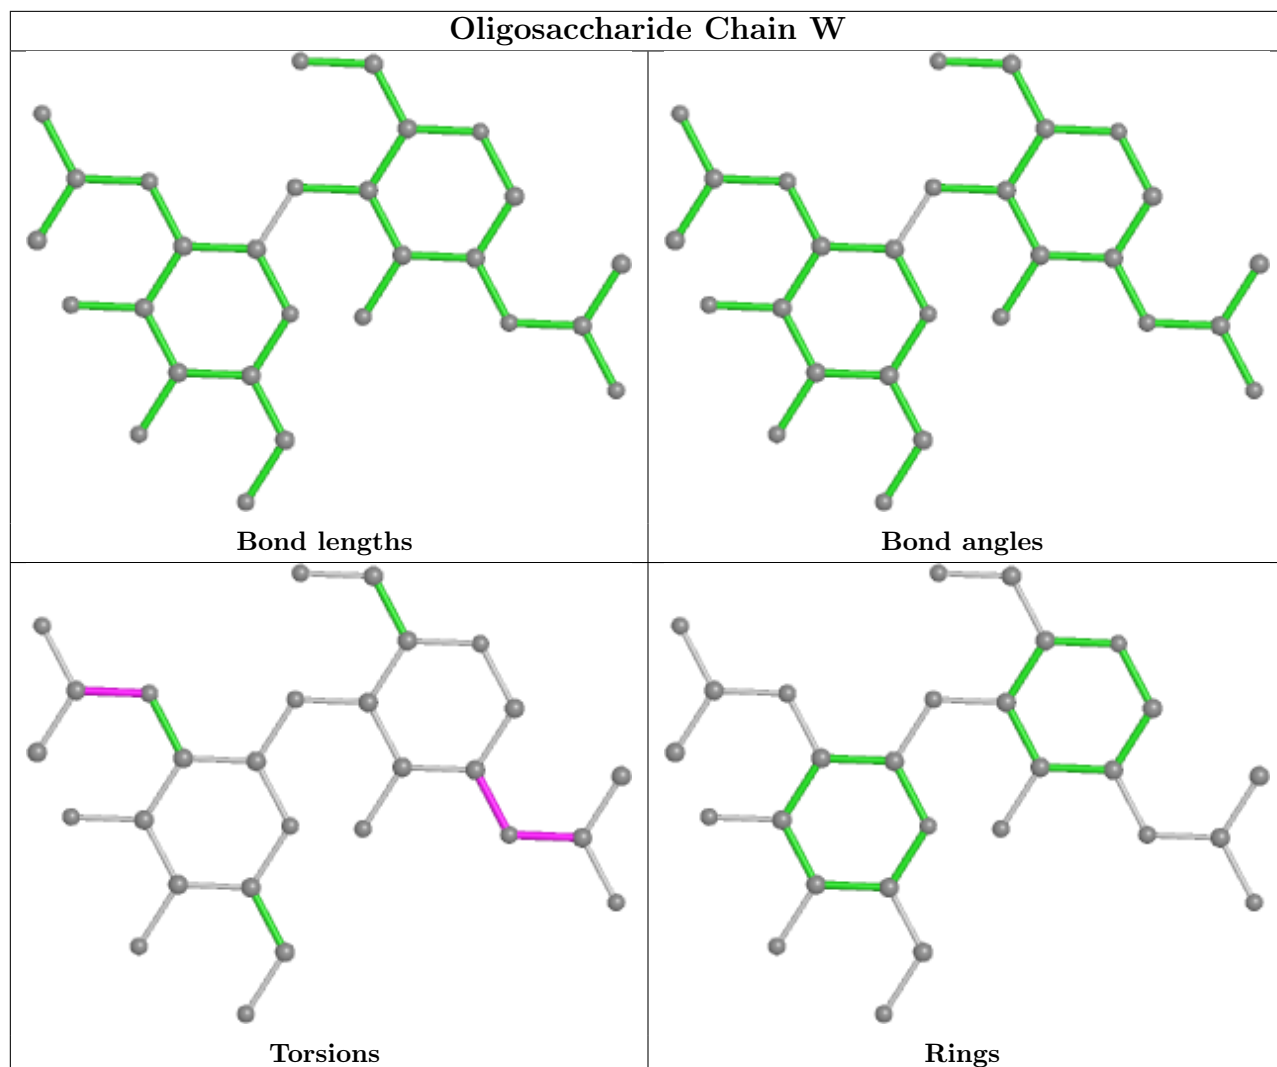 Oligosaccharide Chain W
Bond lengths
Bond angles
Torsions
Rings